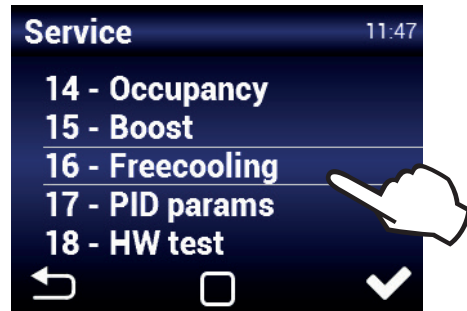 Service 11:47
14 - Occupancy
15 - Boost
16 - Freecooling
17 - PID params
18 - HW test